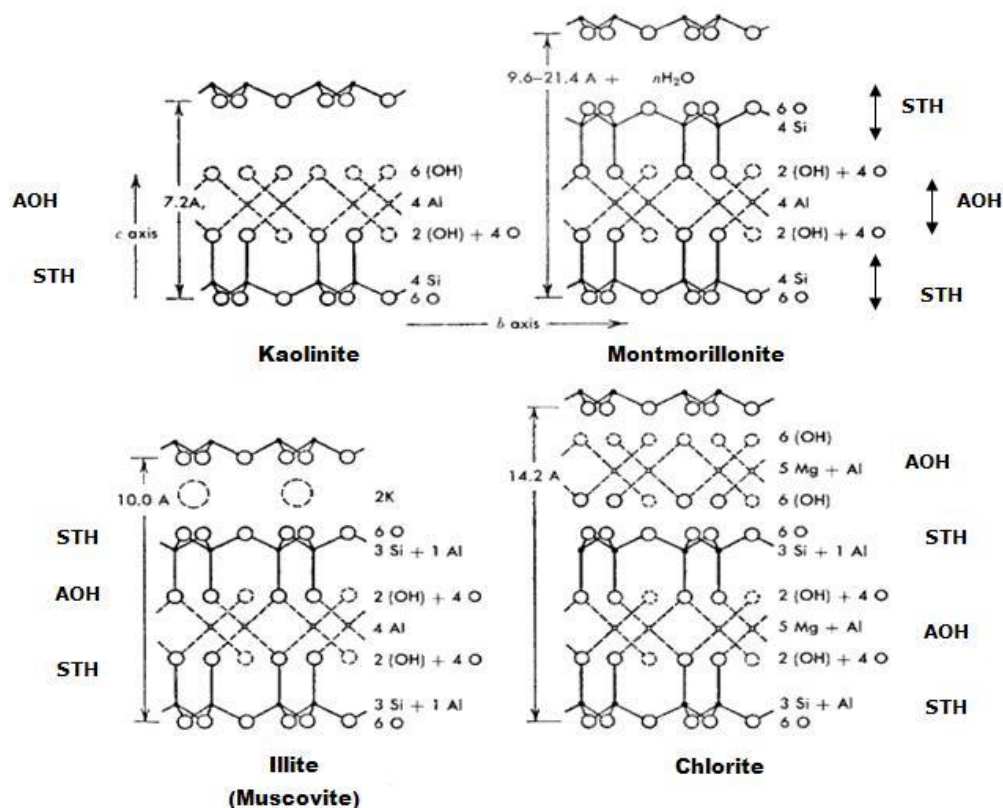 AOH
STH
c axis
7.2A,
6 (OH)
4 Al
2 (OH) + 4 O
4 Si
6 O
b axis
Kaolinite
9.6–21.4 A + nH₂O
6 O
4 Si
2 (OH) + 4 O
4 Al
2 (OH) + 4 O
4 Si
6 O
STH
AOH
STH
Montmorillonite
10.0 A
STH
AOH
STH
2K
6 O
3 Si + 1 Al
2 (OH) + 4 O
4 Al
2 (OH) + 4 O
3 Si + 1 Al
6 O
Illite
(Muscovite)
14.2 A
6 (OH)
5 Mg + Al
6 (OH)
6 O
3 Si + 1 Al
2 (OH) + 4 O
5 Mg + Al
2 (OH) + 4 O
3 Si + Al
6 O
AOH
STH
AOH
STH
Chlorite